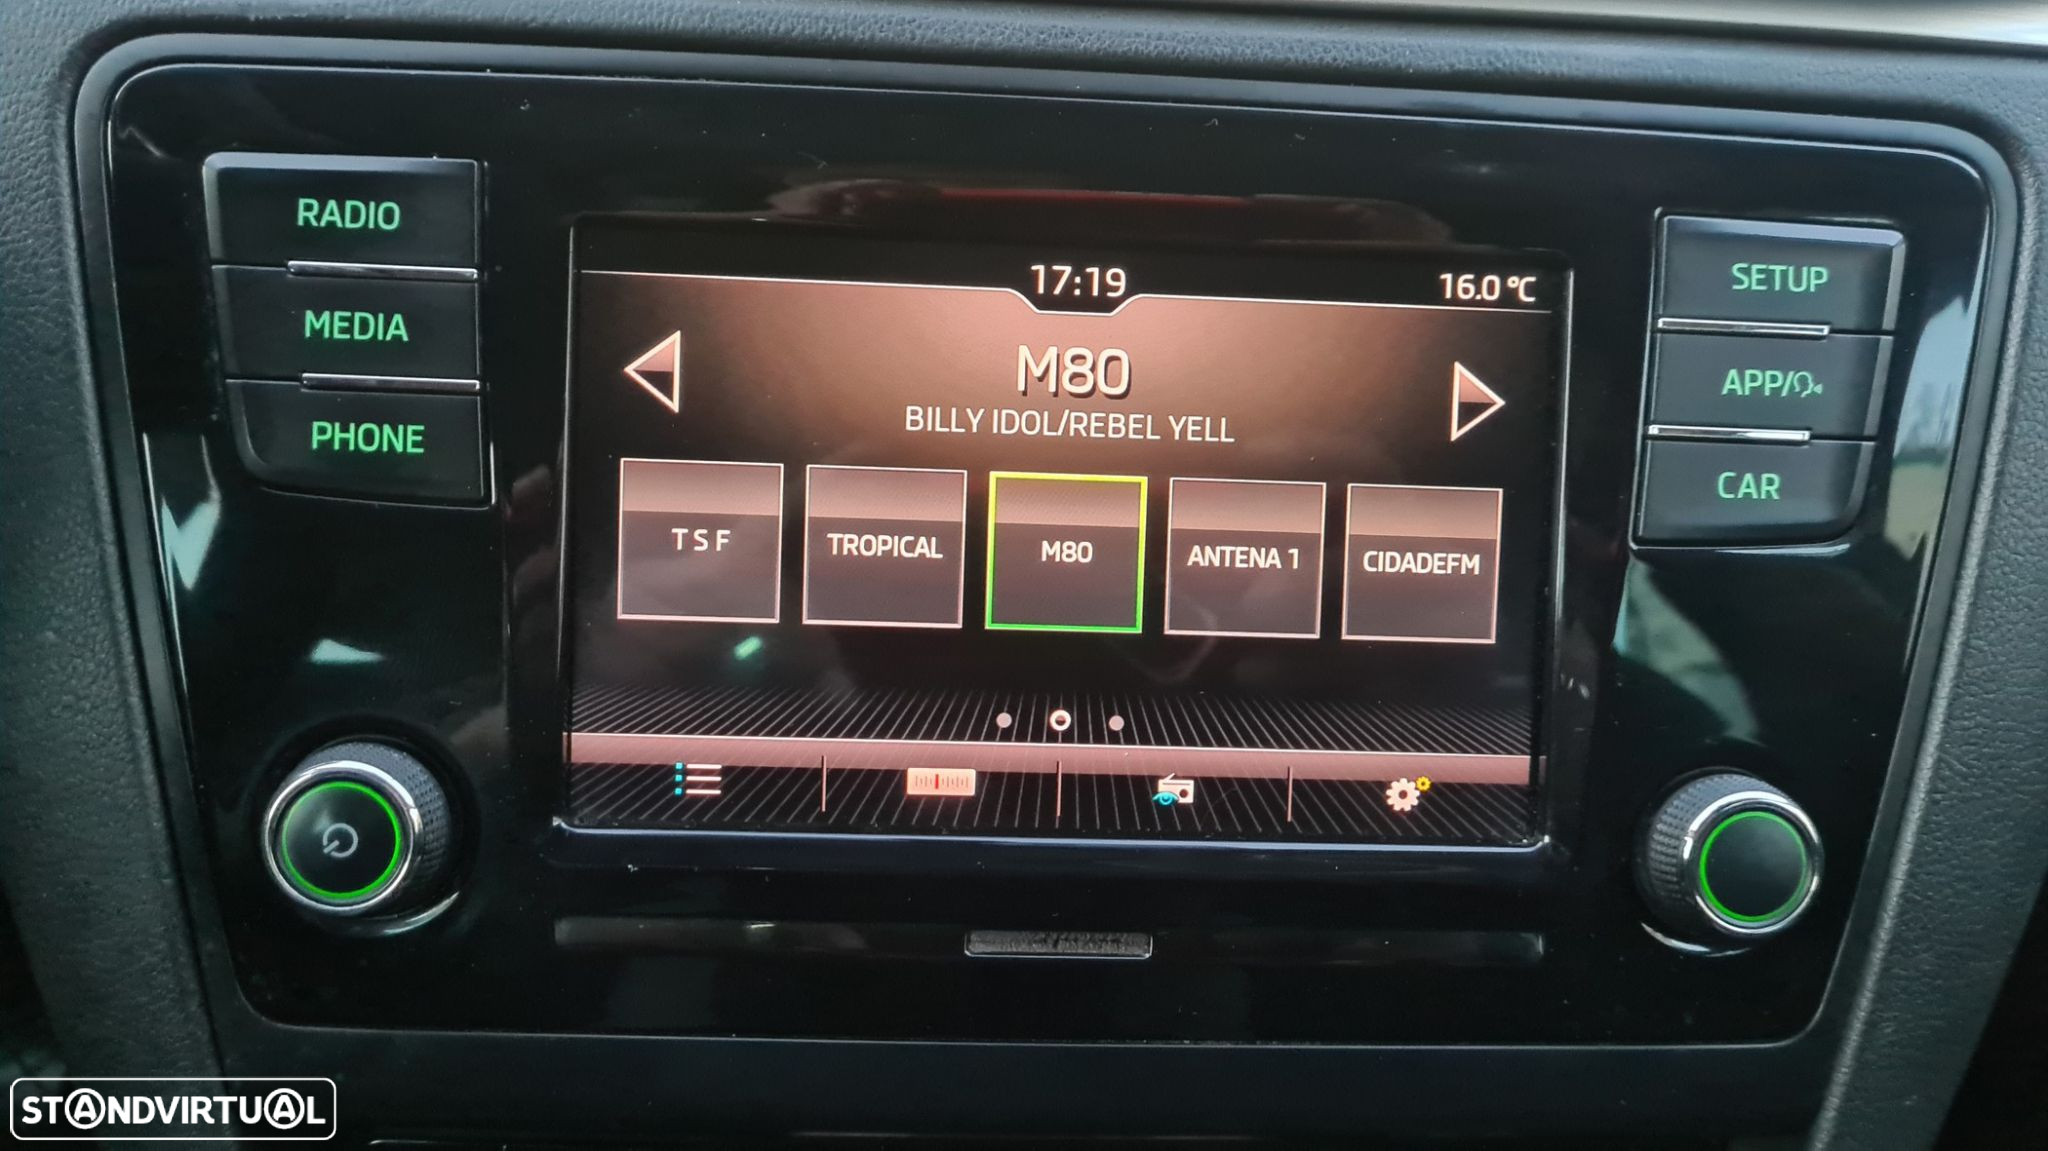 RADIO
MEDIA
PHONE
17:19
16.0 °C
M80
BILLY IDOL/REBEL YELL
T S F
TROPICAL
M80
ANTENA 1
CIDADEFM
SETUP
APP/
CAR
STANDVIRTUAL